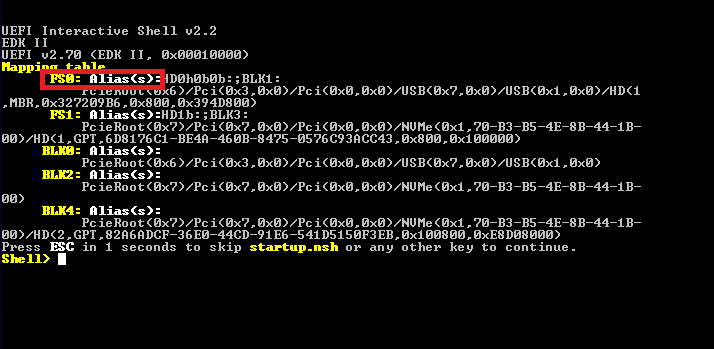 UEFI Interactive Shell v2.2
EDK II
UEFI v2.70 (EDK II, 0x00010000)
Mapping table
FS0: Alias(s):HD0h0b0b:;BLK1:
PcieRoot(0x6)/Pci(0x3,0x0)/Pci(0x0,0x0)/USB(0x7,0x0)/USB(0x1,0x0)/HD(1
,MBR,0x327209B6,0x800,0x394D800)
FS1: Alias(s):HD1b:;BLK3:
PcieRoot(0x7)/Pci(0x7,0x0)/Pci(0x0,0x0)/NVMe(0x1,70-B3-B5-4E-8B-44-1B-
00)/HD(1,GPT,6D8176C1-BE4A-460B-8475-0576C93ACC43,0x800,0x100000)
BLK0: Alias(s):
PcieRoot(0x6)/Pci(0x3,0x0)/Pci(0x0,0x0)/USB(0x7,0x0)/USB(0x1,0x0)
BLK2: Alias(s):
PcieRoot(0x7)/Pci(0x7,0x0)/Pci(0x0,0x0)/NVMe(0x1,70-B3-B5-4E-8B-44-1B-
00)
BLK4: Alias(s):
PcieRoot(0x7)/Pci(0x7,0x0)/Pci(0x0,0x0)/NVMe(0x1,70-B3-B5-4E-8B-44-1B-
00)/HD(2,GPT,82A6ADCF-36E0-44CD-91E6-541D5150F3EB,0x100800,0xE8D08000)
Press ESC in 1 seconds to skip startup.nsh or any other key to continue.
Shell>